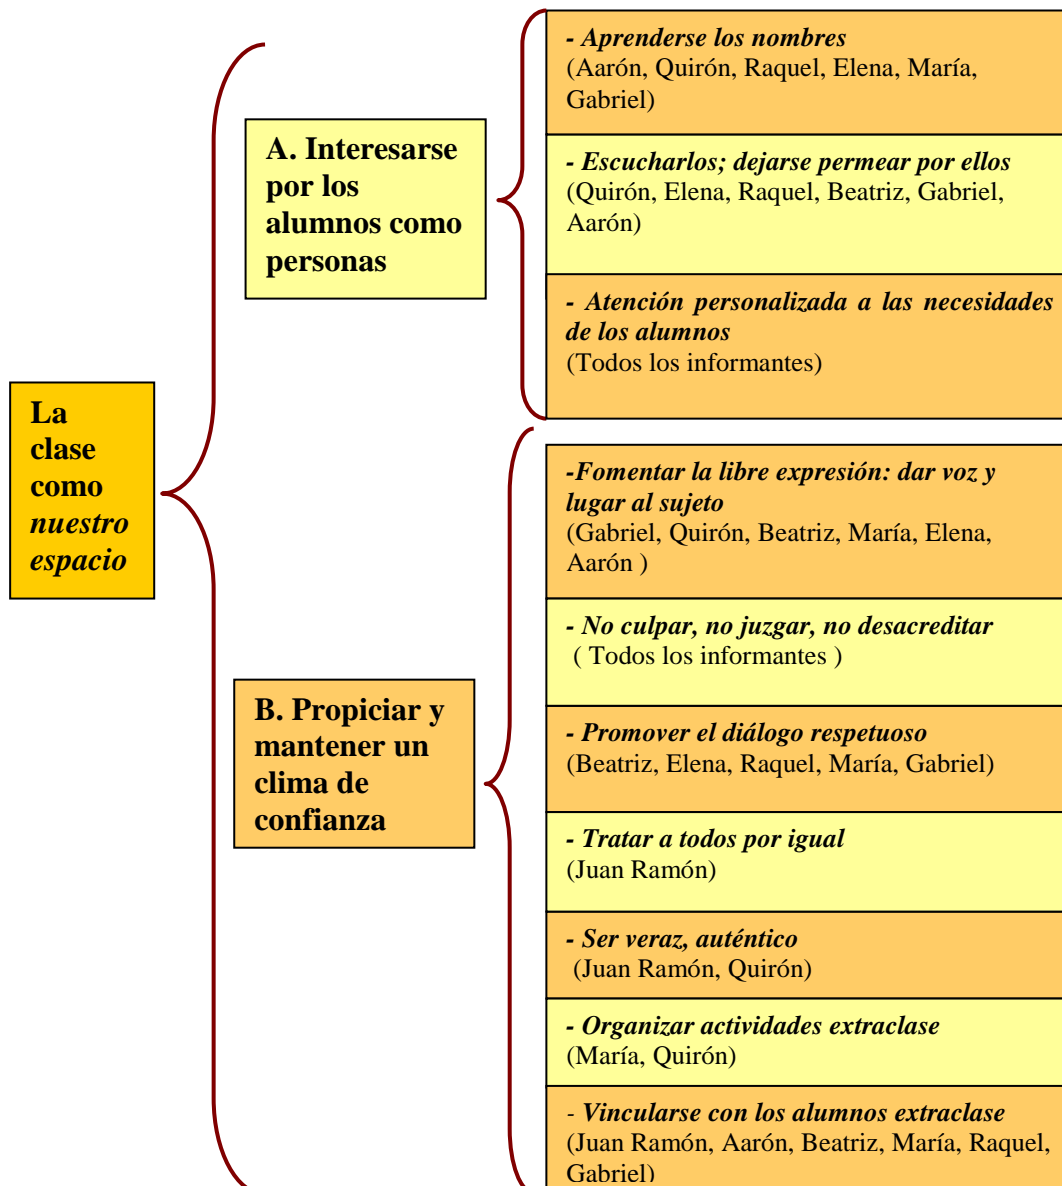 La
clase
como
nuestro
espacio
A. Interesarse
por los
alumnos como
personas
- Aprenderse los nombres
(Aarón, Quirón, Raquel, Elena, María,
Gabriel)
- Escucharlos; dejarse permear por ellos
(Quirón, Elena, Raquel, Beatriz, Gabriel,
Aarón)
- Atención personalizada a las necesidades
de los alumnos
(Todos los informantes)
B. Propiciar y
mantener un
clima de
confianza
-Fomentar la libre expresión: dar voz y
lugar al sujeto
(Gabriel, Quirón, Beatriz, María, Elena,
Aarón )
- No culpar, no juzgar, no desacreditar
( Todos los informantes )
- Promover el diálogo respetuoso
(Beatriz, Elena, Raquel, María, Gabriel)
- Tratar a todos por igual
(Juan Ramón)
- Ser veraz, auténtico
(Juan Ramón, Quirón)
- Organizar actividades extraclase
(María, Quirón)
- Vincularse con los alumnos extraclase
(Juan Ramón, Aarón, Beatriz, María, Raquel,
Gabriel)